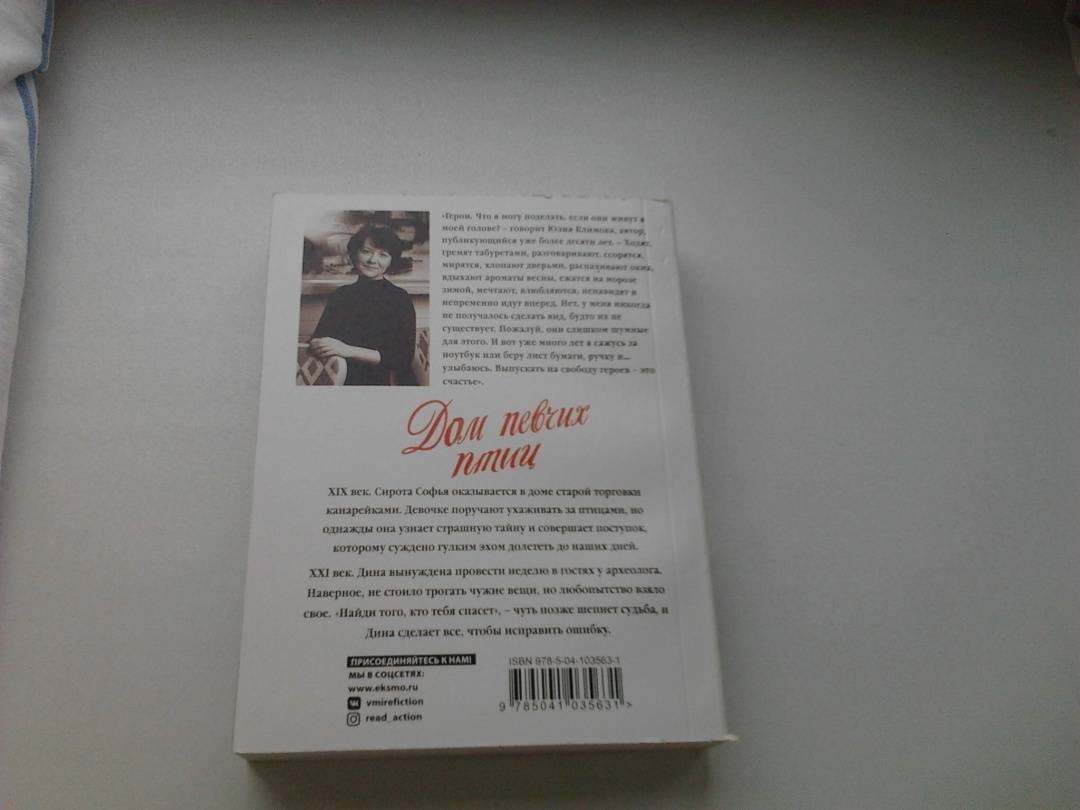 «Герои. Что я могу поделать, если они живут в
моей голове? – говорит Юлия Климова, автор,
публикующийся уже более десяти лет. – Ходят,
гремят табуретами, разговаривают, ссорятся,
мирятся, хлопают дверьми, распахивают окна,
вдыхают ароматы весны, ежатся на морозе
зимой, мечтают, влюбляются, ненавидят и
непременно идут вперед. Нет, у меня никогда
не получалось сделать вид, будто их не
существует. Пожалуй, они слишком шумные
для этого. И вот уже много лет я сажусь за
ноутбук или беру лист бумаги, ручку и...
улыбаюсь. Выпускать на свободу героев – это
счастье».
Дом певчих
птиц
XIX век. Сирота Софья оказывается в доме старой торговки
канарейками. Девочке поручают ухаживать за птицами, но
однажды она узнает страшную тайну и совершает поступок,
которому суждено гулким эхом долететь до наших дней.
XXI век. Дина вынуждена провести неделю в гостях у археолога.
Наверное, не стоило трогать чужие вещи, но любопытство взяло
свое. «Найди того, кто тебя спасет», – чуть позже шепнет судьба, и
Дина сделает все, чтобы исправить ошибку.
ПРИСОЕДИНЯЙТЕСЬ К НАМ!
МЫ В СОЦСЕТЯХ:
www.eksmo.ru
vmirefiction
read_action
ISBN 978-5-04-103563-1
9 785041 035631 >